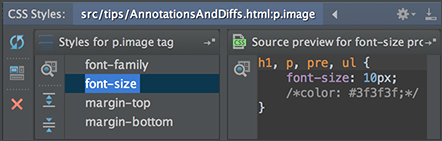 CSS Styles: src/tips/AnnotationsAndDiffs.html:p.image
Styles for p.image tag
font-family
font-size
margin-top
margin-bottom
CSS Source preview for font-size prc
h1, p, pre, ul {
font-size: 10px;
/*color: #3f3f3f;*/
}